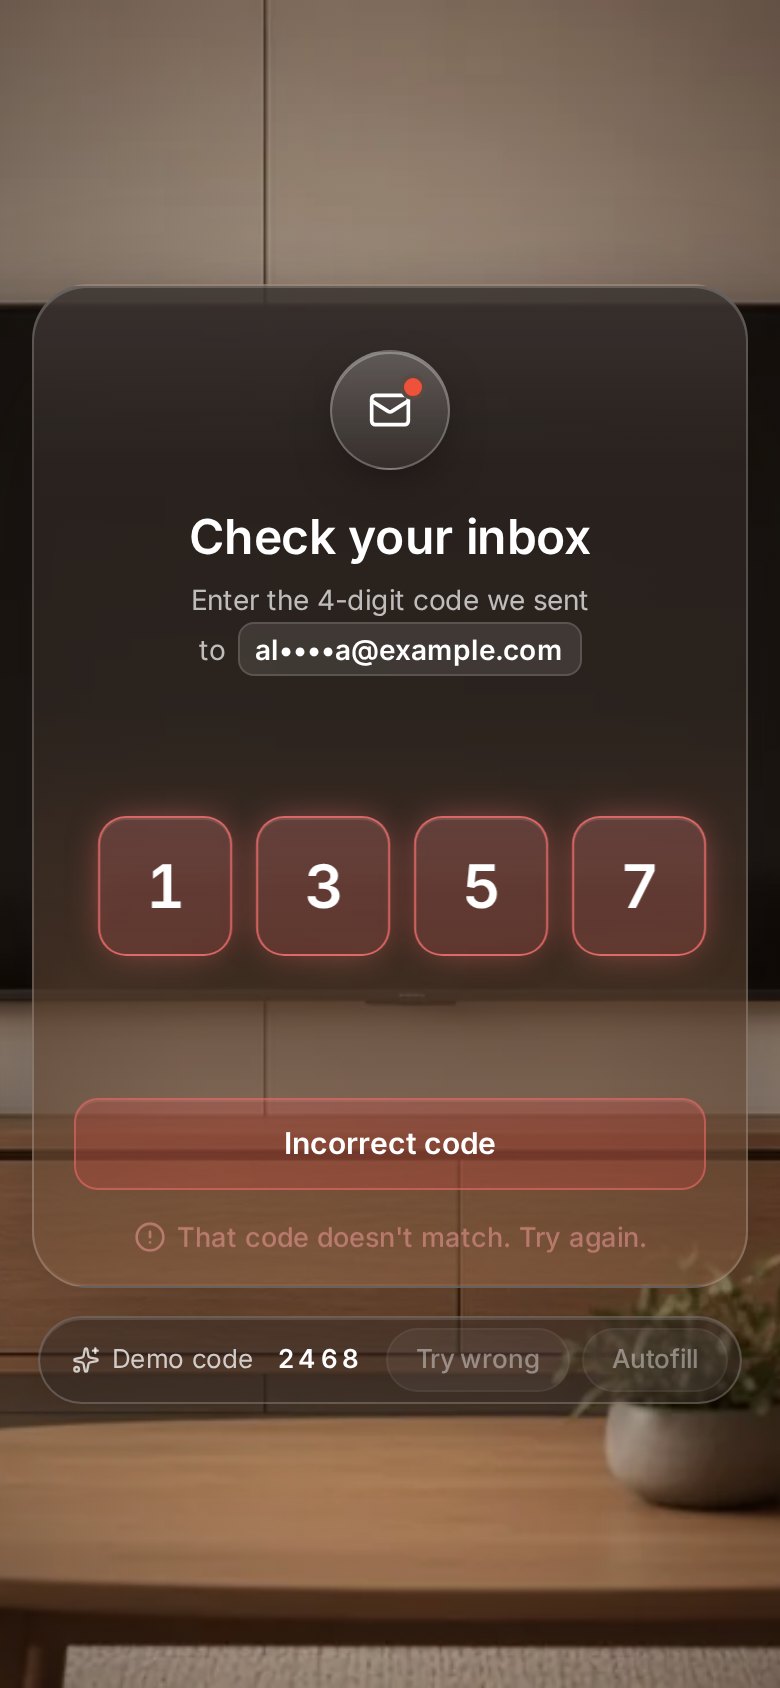 Check your inbox
Enter the 4-digit code we sent
to al••••a@example.com
1 3 5 7
Incorrect code
That code doesn't match. Try again.
Demo code 2468 Try wrong Autofill